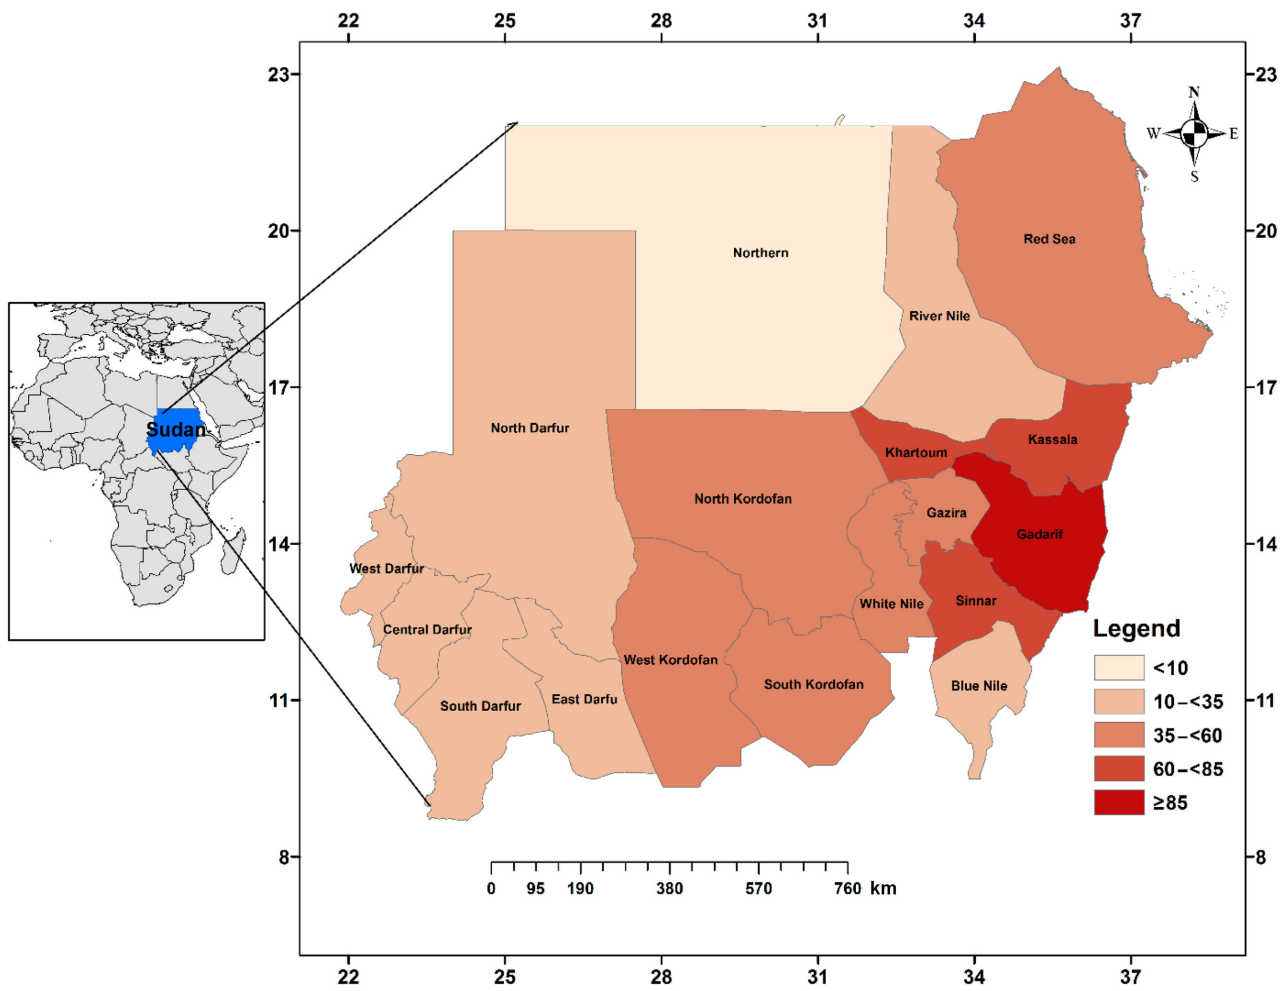 22 25 28 31 34 37
23 23
N
W E
S
20 20
Red Sea
Northern
River Nile
17 17
Sudan
North Darfur
Kassala
Khartoum
North Kordofan
Gazira
Gadarif
14 14
West Darfur
Sinnar
White Nile
Central Darfur
Legend
West Kordofan
<10
South Kordofan
Blue Nile
East Darfu
11 11
South Darfur
10–<35
35–<60
60–<85
≥85
8 8
0 95 190 380 570 760 km
22 25 28 31 34 37